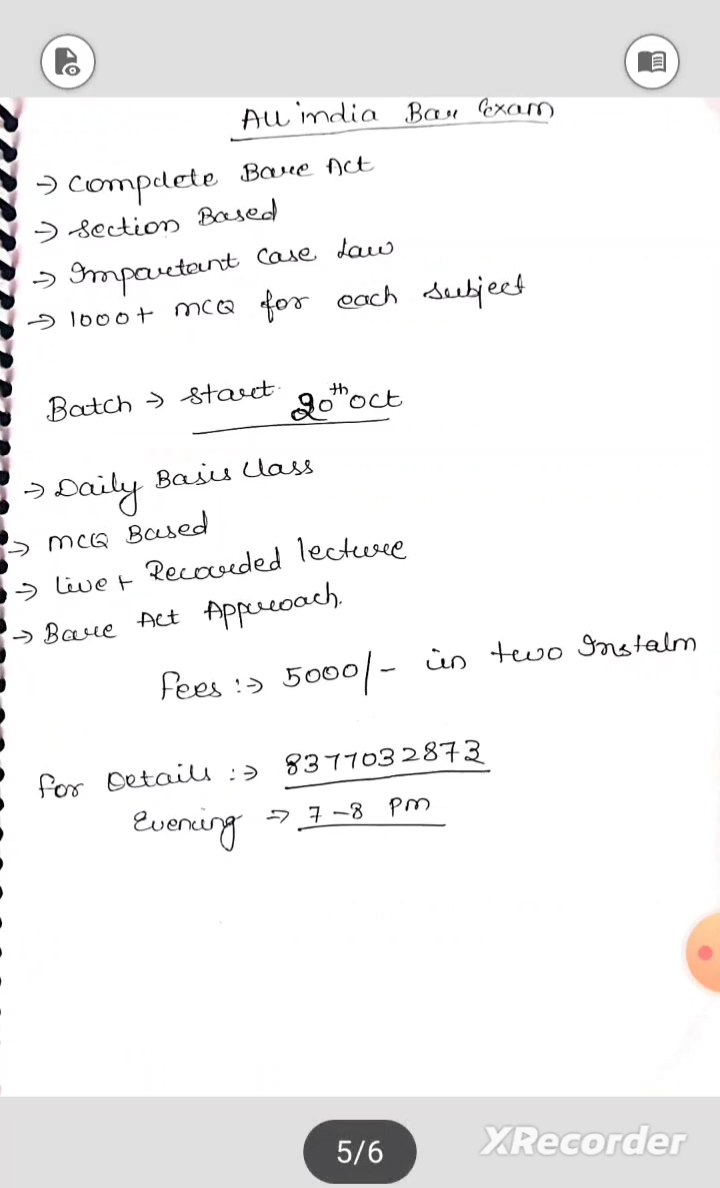 All india Bar Exam
→ Complete Bare Act
→ Section Based
→ Important Case Law
→ 1000+ MCQ for each subject
Batch → Start 20th Oct
→ Daily Basis Class
→ MCQ Based
→ Live + Recorded lecture
→ Bare Act Approach.
Fees :→ 5000/- in two Instalm
For Details :→ 8377032873
Evening ⇒ 7-8 PM
5/6
XRecorder